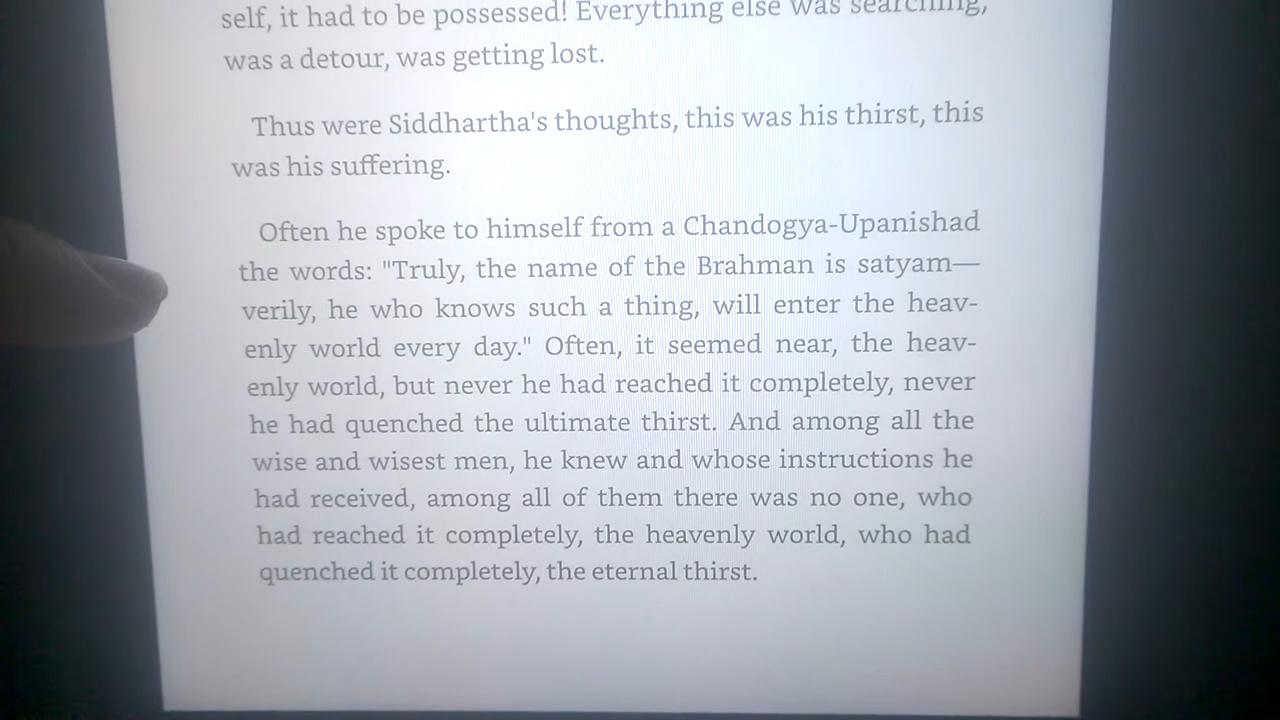 self, it had to be possessed! Everything else was searching,
was a detour, was getting lost.
Thus were Siddhartha's thoughts, this was his thirst, this
was his suffering.
Often he spoke to himself from a Chandogya-Upanishad
the words: "Truly, the name of the Brahman is satyam—
verily, he who knows such a thing, will enter the heav-
enly world every day." Often, it seemed near, the heav-
enly world, but never he had reached it completely, never
he had quenched the ultimate thirst. And among all the
wise and wisest men, he knew and whose instructions he
had received, among all of them there was no one, who
had reached it completely, the heavenly world, who had
quenched it completely, the eternal thirst.